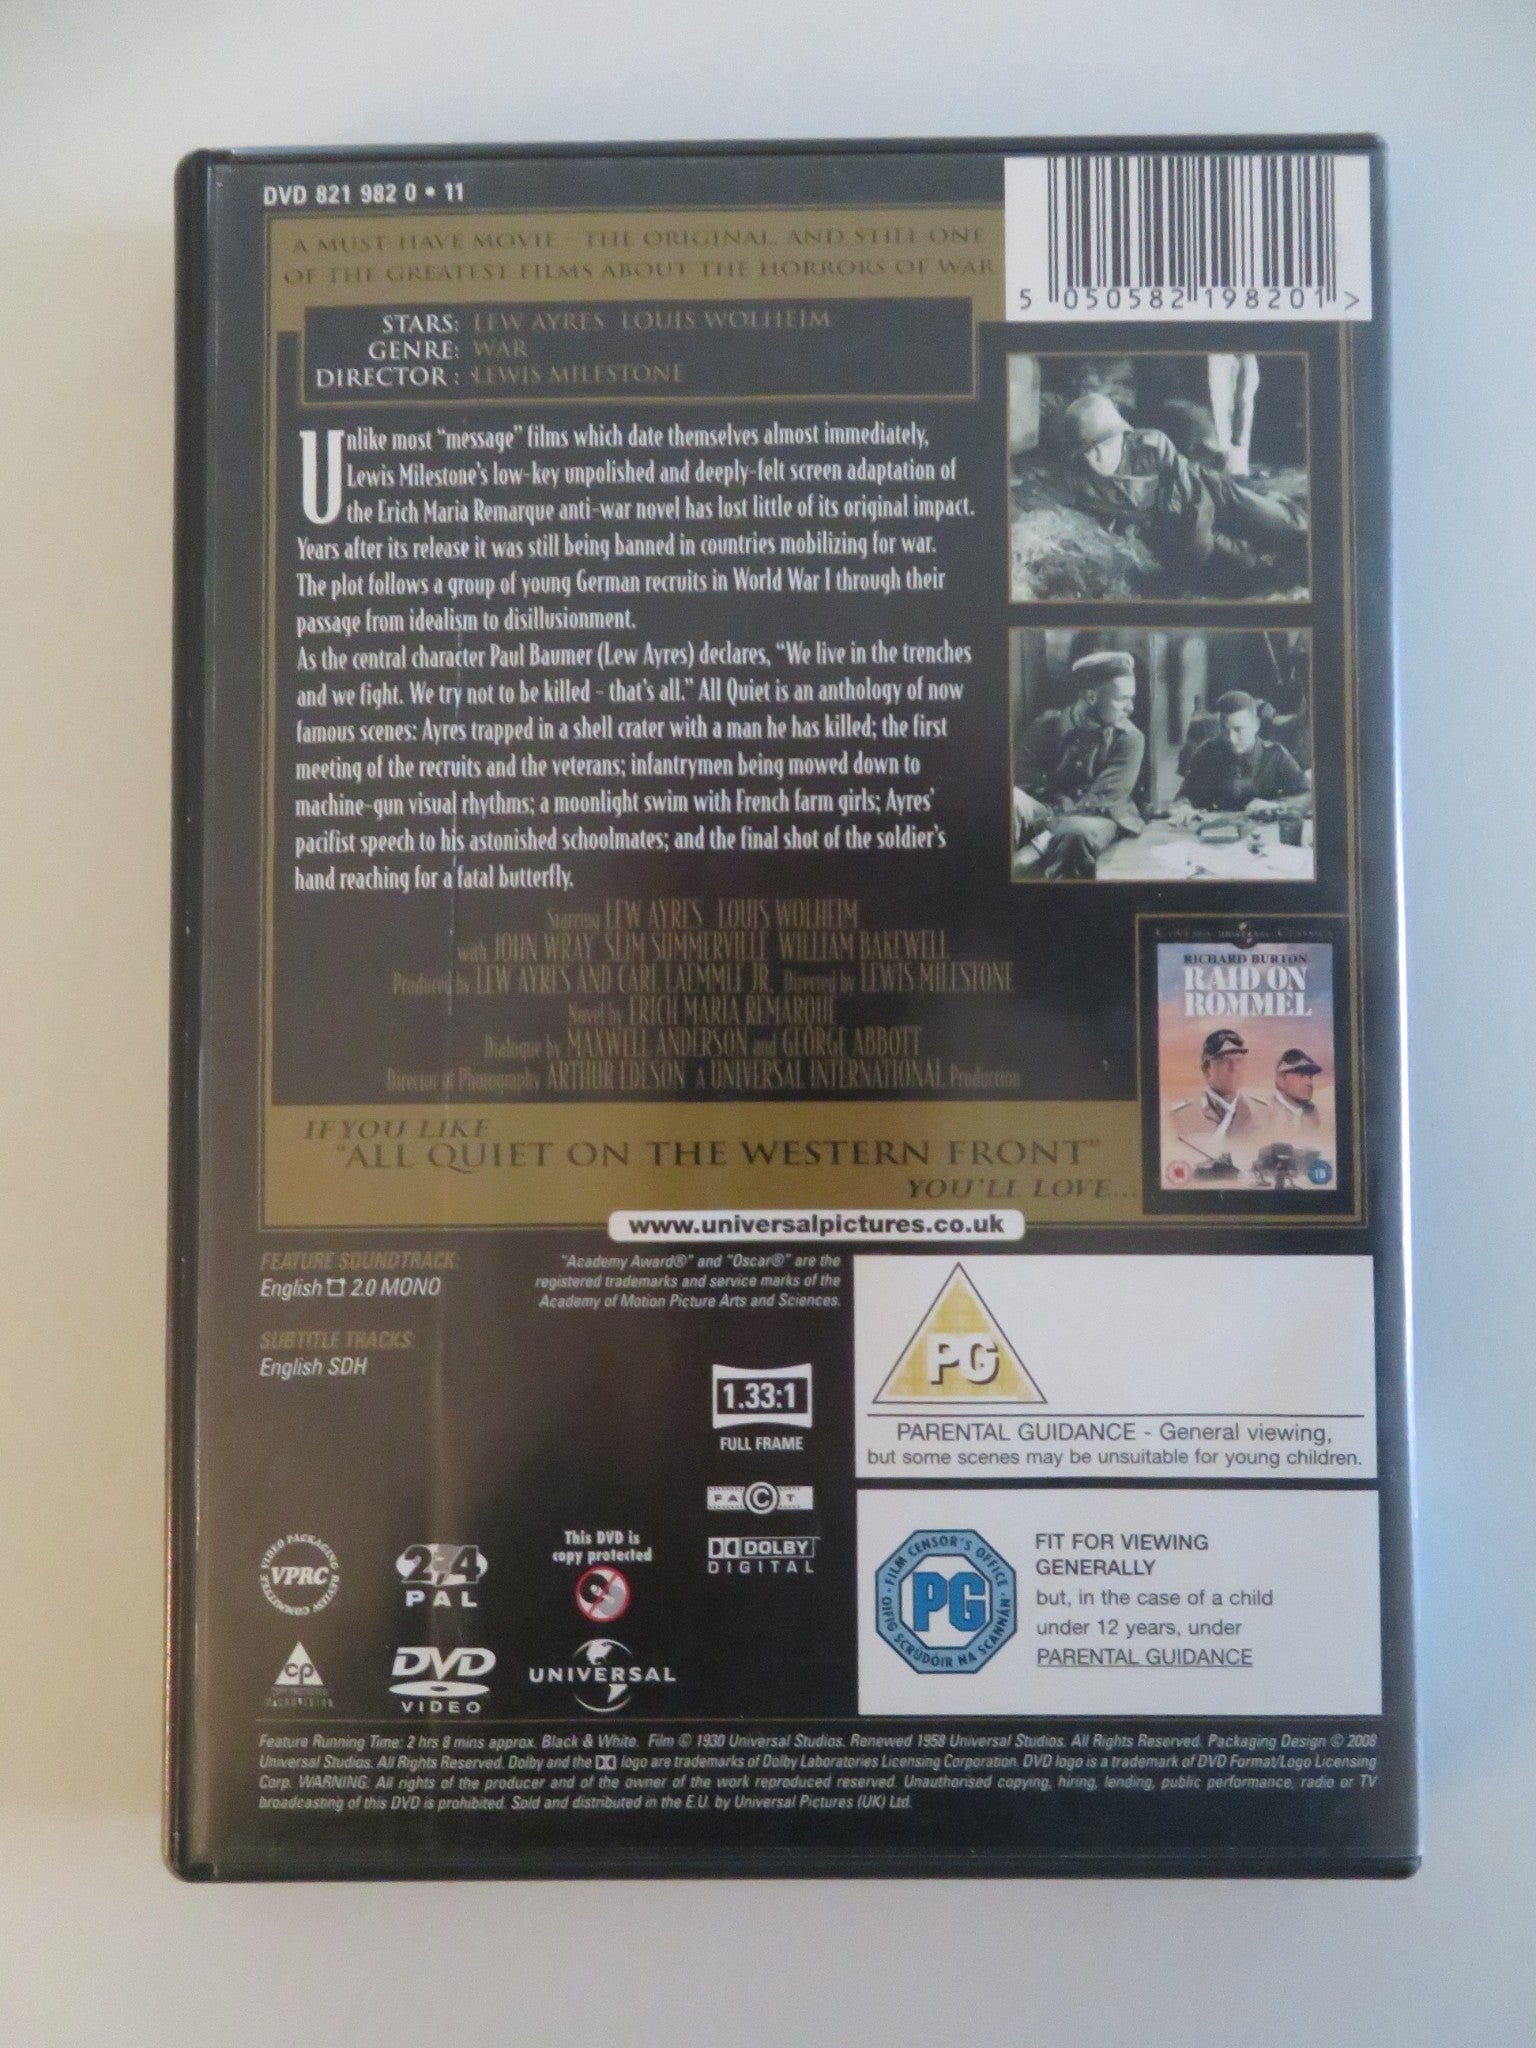 DVD 821 982 0 • 11
5 050582 198201 >
A MUST HAVE MOVIE - THE ORIGINAL, AND STILL ONE
OF THE GREATEST FILMS ABOUT THE HORRORS OF WAR
STARS: LEW AYRES LOUIS WOLHEIM
GENRE: WAR
DIRECTOR: LEWIS MILESTONE
Unlike most "message" films which date themselves almost immediately,
Lewis Milestone's low-key unpolished and deeply-felt screen adaptation of
the Erich Maria Remarque anti-war novel has lost little of its original impact.
Years after its release it was still being banned in countries mobilizing for war.
The plot follows a group of young German recruits in World War I through their
passage from idealism to disillusionment.
As the central character Paul Baumer (Lew Ayres) declares, "We live in the trenches
and we fight. We try not to be killed - that's all." All Quiet is an anthology of now
famous scenes: Ayres trapped in a shell crater with a man he has killed; the first
meeting of the recruits and the veterans; infantrymen being mowed down to
machine-gun visual rhythms; a moonlight swim with French farm girls; Ayres'
pacifist speech to his astonished schoolmates; and the final shot of the soldier's
hand reaching for a fatal butterfly.
Starring LEW AYRES LOUIS WOLHEIM
with JOHN WRAY SLIM SUMMERVILLE WILLIAM BAKEWELL
Produced by LEW AYRES AND CARL LAEMMLE JR. Directed by LEWIS MILESTONE
Novel by ERICH MARIA REMARQUE
Dialogue by MAXWELL ANDERSON and GEORGE ABBOTT
Director of Photography ARTHUR EDESON A UNIVERSAL INTERNATIONAL Production
RICHARD BURTON
RAID ON
ROMMEL
15
IF YOU LIKE
"ALL QUIET ON THE WESTERN FRONT"
YOU'LL LOVE...
www.universalpictures.co.uk
FEATURE SOUNDTRACK:
English 2.0 MONO
SUBTITLE TRACKS
English SDH
"Academy Award®" and "Oscar®" are the
registered trademarks and service marks of the
Academy of Motion Picture Arts and Sciences.
1.33:1
FULL FRAME
FACT
DOLBY
DIGITAL
PG
PARENTAL GUIDANCE - General viewing,
but some scenes may be unsuitable for young children.
FILM CENSOR'S OFFICE
PG
OIFIG SCRÚDÓIR NA SCANNÁN
FIT FOR VIEWING
GENERALLY
but, in the case of a child
under 12 years, under
PARENTAL GUIDANCE
VIDEO PACKAGING REVIEW COMMITTEE
VPRC
2,4
PAL
This DVD is
copy protected
CP
DVD
VIDEO
UNIVERSAL
Feature Running Time: 2 hrs 8 mins approx. Black & White. Film © 1930 Universal Studios. Renewed 1958 Universal Studios. All Rights Reserved. Packaging Design © 2008
Universal Studios. All Rights Reserved. Dolby and the logo are trademarks of Dolby Laboratories Licensing Corporation. DVD logo is a trademark of DVD Format/Logo Licensing
Corp. WARNING: All rights of the producer and of the owner of the work reproduced reserved. Unauthorised copying, hiring, lending, public performance, radio or TV
broadcasting of this DVD is prohibited. Sold and distributed in the E.U. by Universal Pictures (UK) Ltd.